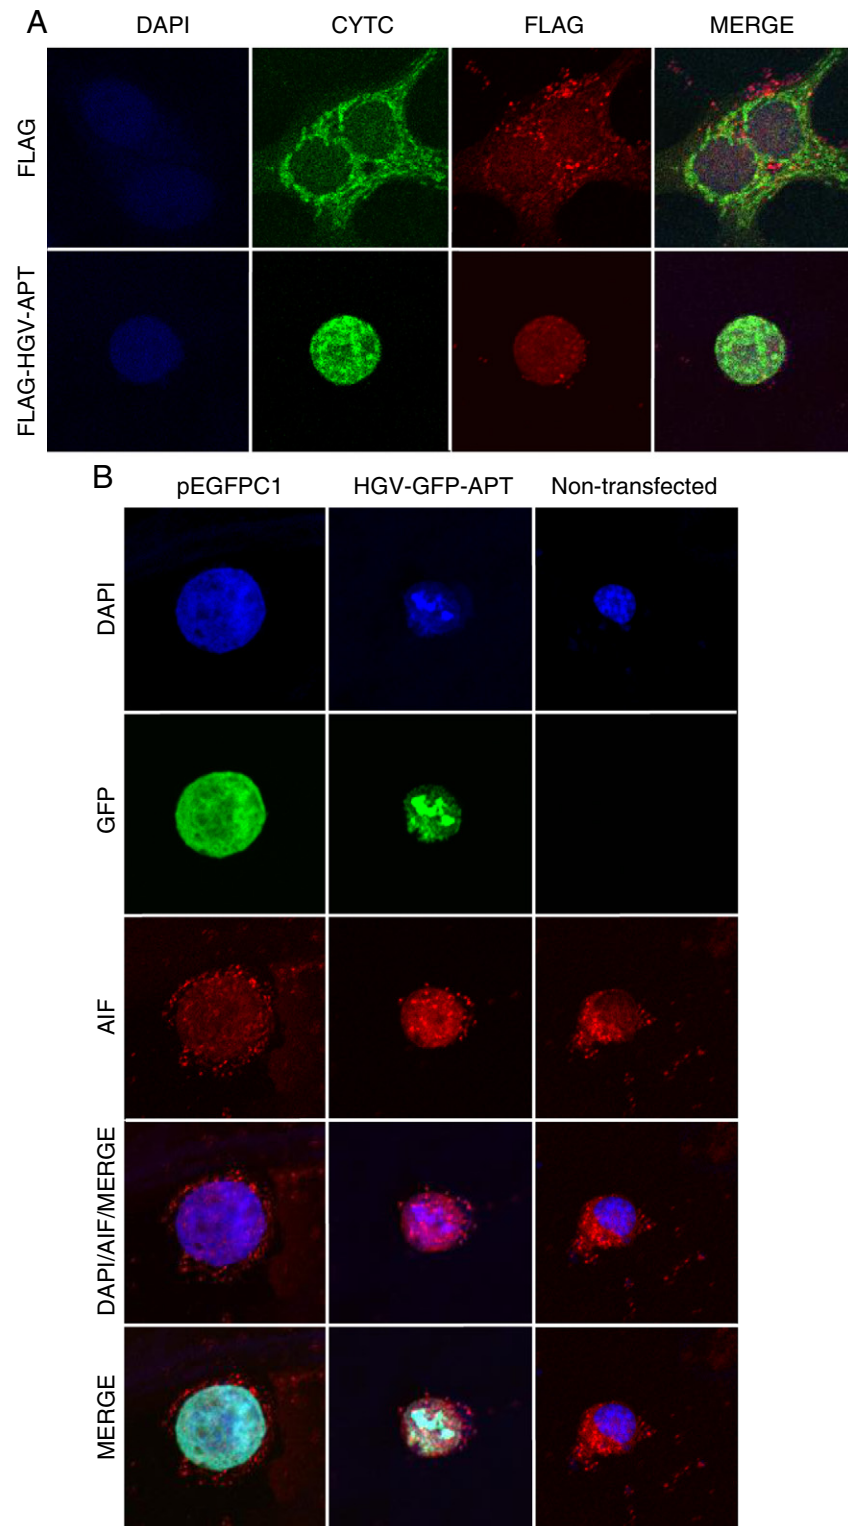 A
DAPI CYTC FLAG MERGE
FLAG
FLAG-HGV-APT
B
pEGFPC1 HGV-GFP-APT Non-transfected
DAPI
GFP
AIF
DAPI/AIF/MERGE
MERGE